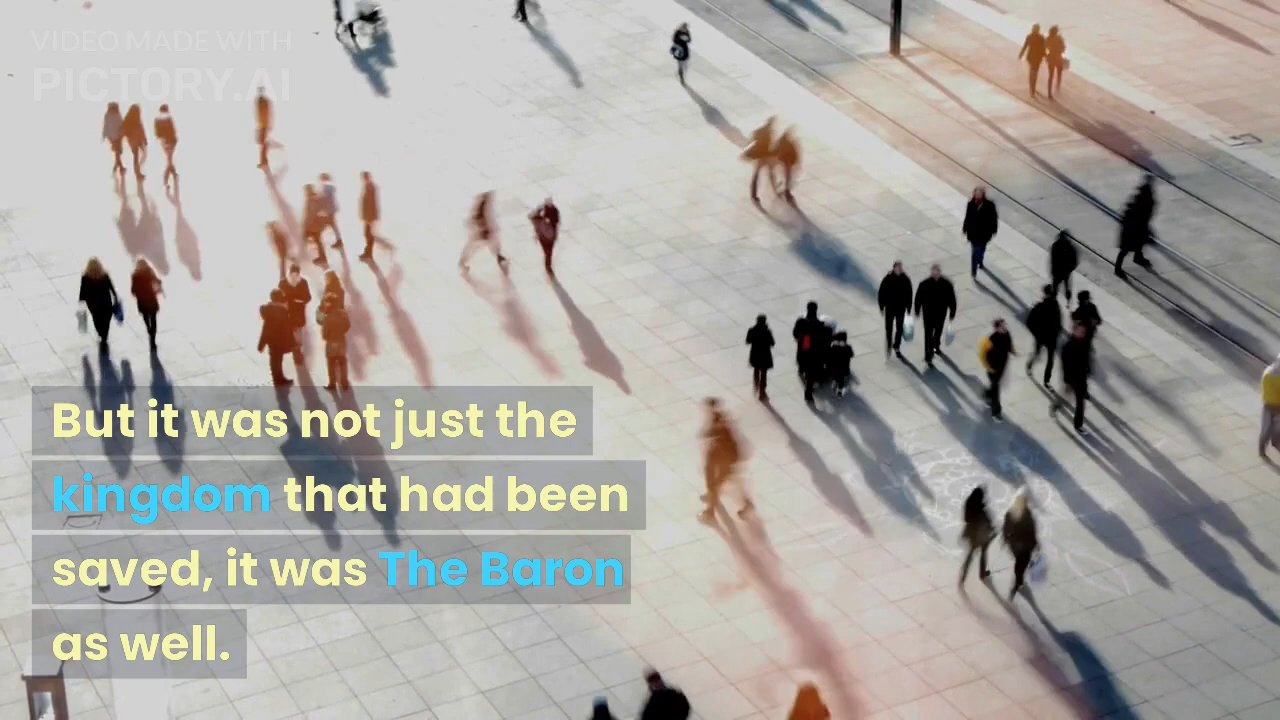 VIDEO MADE WITH
PICTORY.AI
But it was not just the
kingdom that had been
saved, it was The Baron
as well.